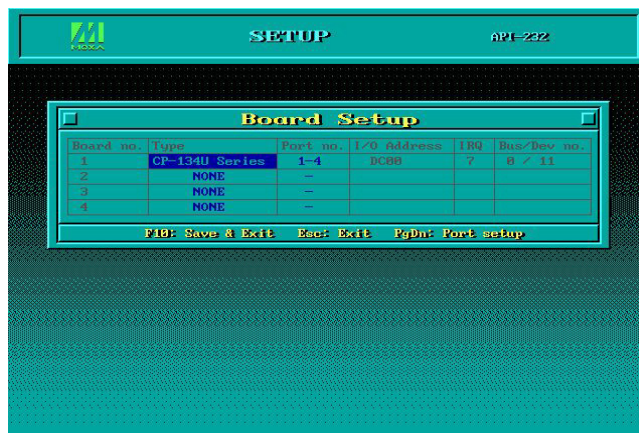 MOXA
SETUP
API-232
Board Setup
Board no. Type Port no. I/O Address IRQ Bus/Dev no.
1 CP-134U Series 1-4 DC00 7 0 / 11
2 NONE -
3 NONE -
4 NONE -
F10: Save & Exit Esc: Exit PgDn: Port setup